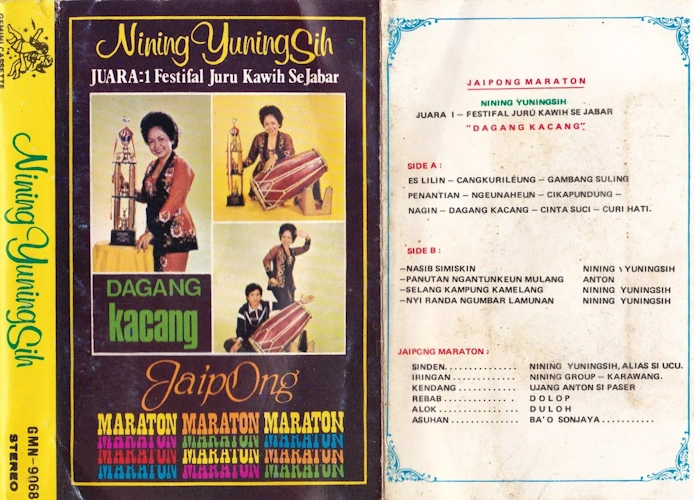 GEMINI CASSETTE
Nining YuningSih
GMN-9068
STEREO
Nining YuningSih
JUARA:1 Festifal Juru Kawih SeJabar
DAGANG
kacang
JaipOng
MARATON MARATON MARATON
MARATON MARATON MARATON
MARATON MARATON MARATON
MARATON MARATON MARATON
JAIPONG MARATON
NINING YUNINGSIH
JUARA I – FESTIFAL JURU KAWIH SE JABAR
"DAGANG KACANG"
SIDE A :
ES LILIN – CANGKURILÉUNG – GAMBANG SULING
PENANTIAN – NGEUNAHEUN – CIKAPUNDUNG –
NAGIN – DAGANG KACANG – CINTA SUCI – CURI HATI.
SIDE B :
–NASIB SIMISKIN NINING YUNINGSIH
–PANUTAN NGANTUNKEUN MULANG ANTON
–SELANG KAMPUNG KAMELANG NINING YUNINGSIH
–NYI RANDA NGUMBAR LAMUNAN NINING YUNINGSIH
JAIPONG MARATON :
SINDEN. . . . . . . . . . . . . NINING YUNINGSIH, ALIAS SI UCU.
IRINGAN . . . . . . . . . . . . NINING GROUP – KARAWANG.
KENDANG . . . . . . . . . . . UJANG ANTON SI PASER
REBAB . . . . . . . . . . . . . D O L O P
ALOK . . . . . . . . . . . . . . D U L O H
ASUHAN . . . . . . . . . . . . BA'O SONJAYA . . . . . . . . . . .